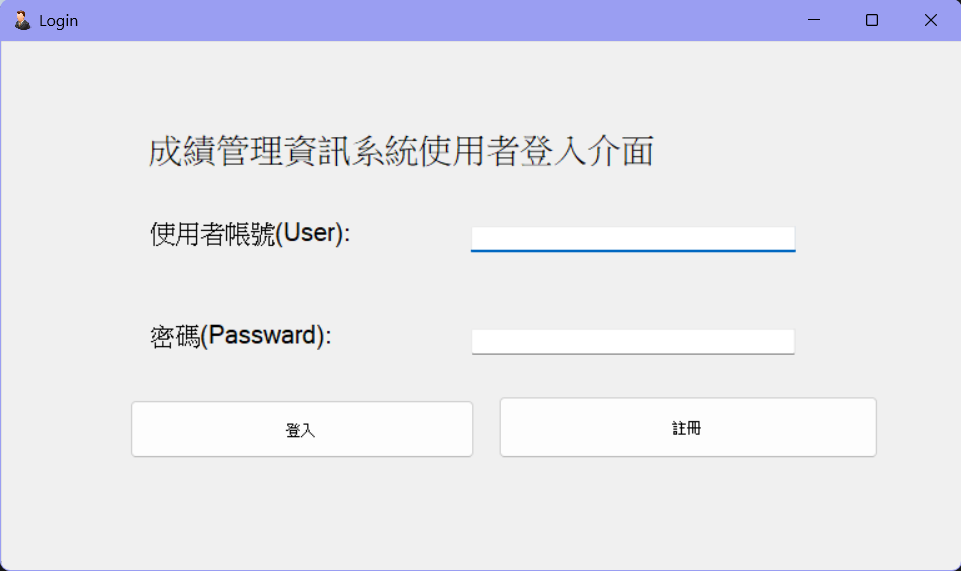 Login
成績管理資訊系統使用者登入介面
使用者帳號(User):
密碼(Passward):
登入
註冊